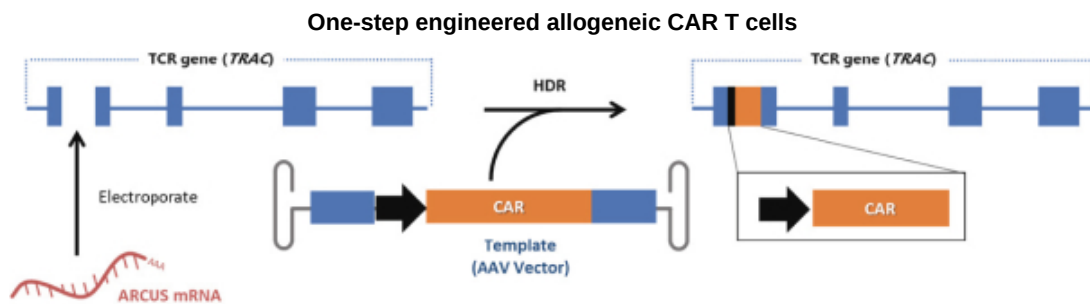 One-step engineered allogeneic CAR T cells
TCR gene (TRAC)
HDR
TCR gene (TRAC)
Electroporate
CAR
CAR
Template
(AAV Vector)
AAA
ARCUS mRNA